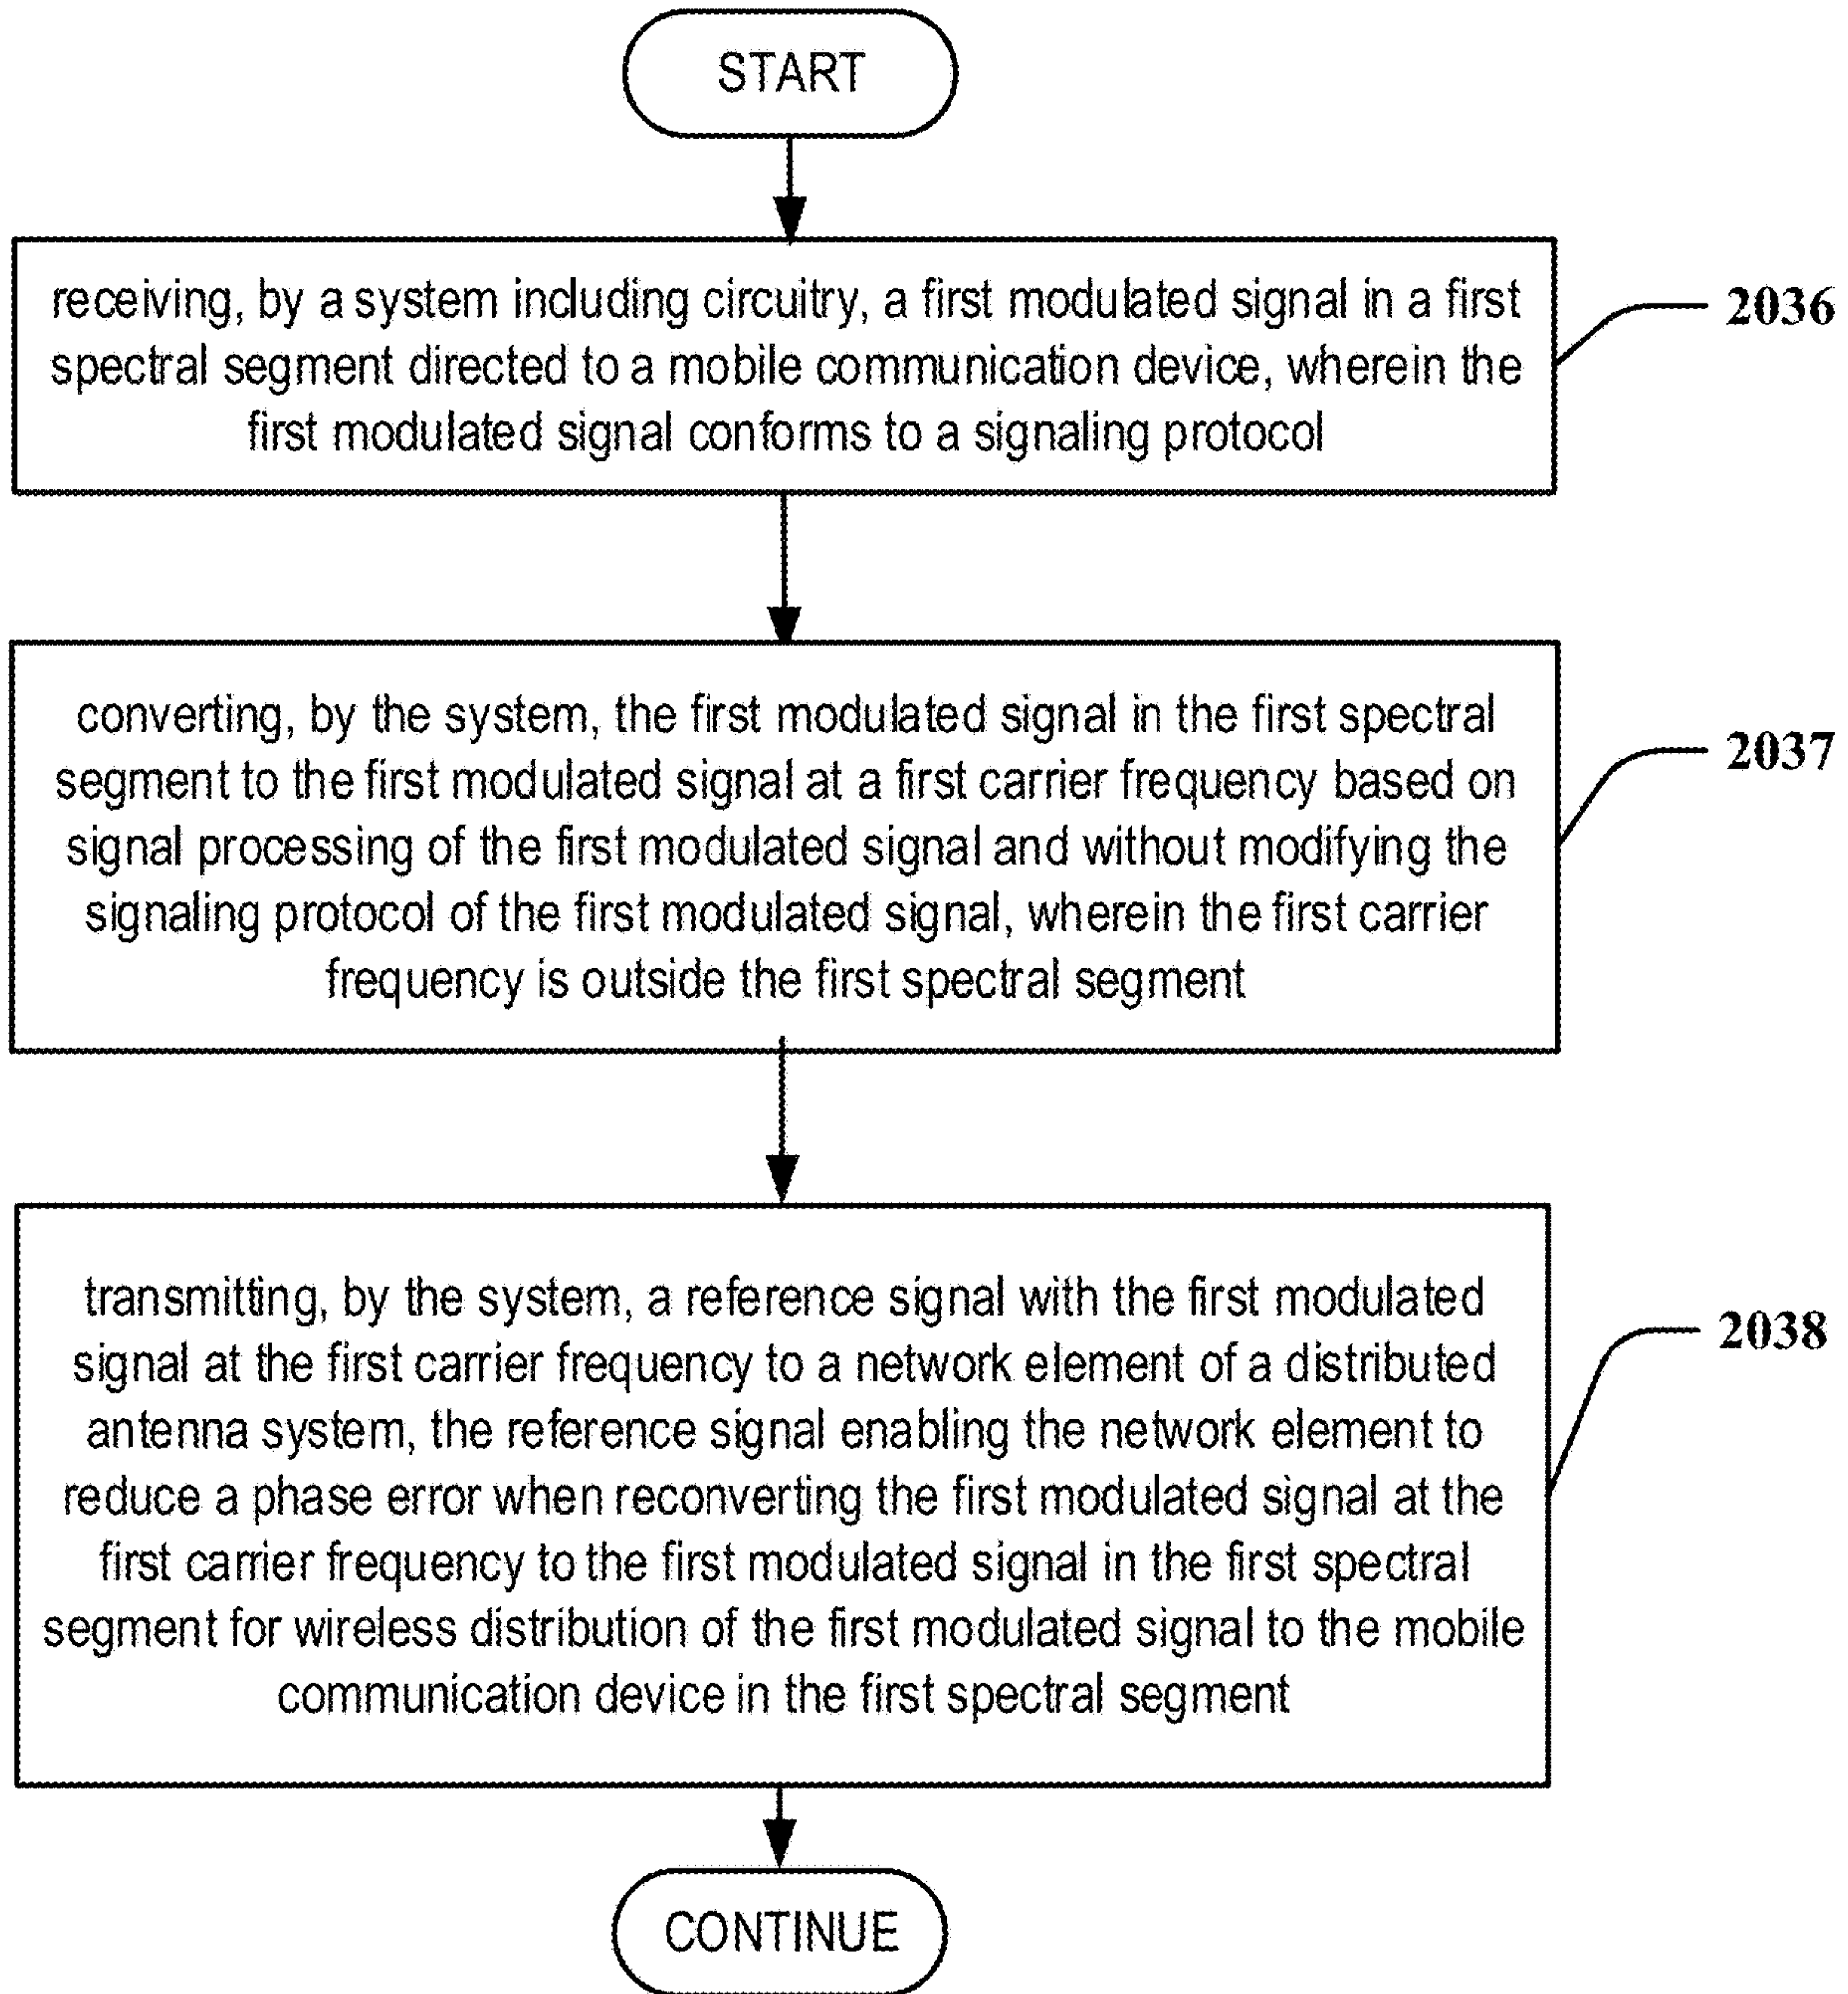 START
receiving, by a system including circuitry, a first modulated signal in a first
spectral segment directed to a mobile communication device, wherein the
first modulated signal conforms to a signaling protocol
2036
converting, by the system, the first modulated signal in the first spectral
segment to the first modulated signal at a first carrier frequency based on
signal processing of the first modulated signal and without modifying the
signaling protocol of the first modulated signal, wherein the first carrier
frequency is outside the first spectral segment
2037
transmitting, by the system, a reference signal with the first modulated
signal at the first carrier frequency to a network element of a distributed
antenna system, the reference signal enabling the network element to
reduce a phase error when reconverting the first modulated signal at the
first carrier frequency to the first modulated signal in the first spectral
segment for wireless distribution of the first modulated signal to the mobile
communication device in the first spectral segment
2038
CONTINUE